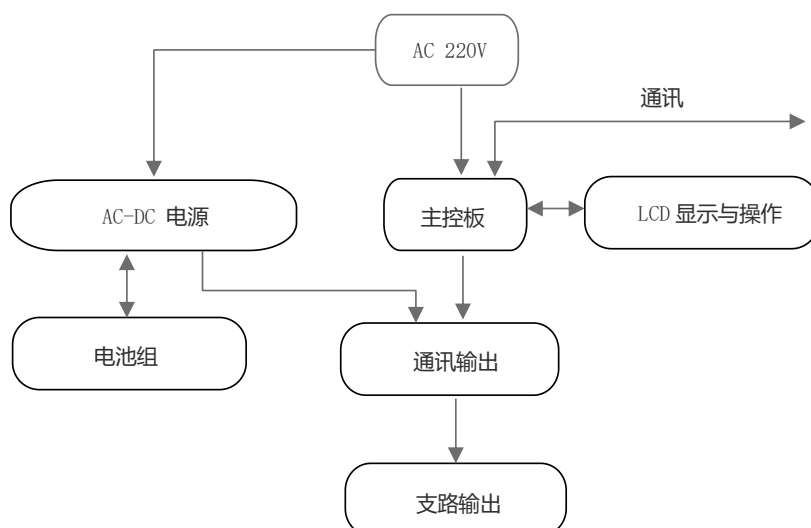 AC 220V
通讯
AC-DC 电源
主控板
LCD 显示与操作
电池组
通讯输出
支路输出